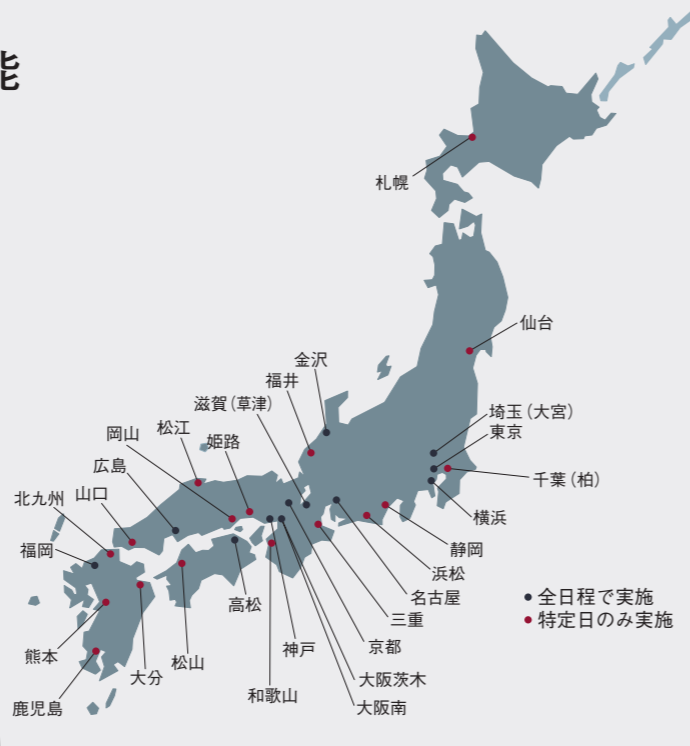 能
札幌
仙台
金沢
福井
滋賀（草津）
埼玉（大宮）
東京
千葉（柏）
横浜
岡山
松江
姫路
広島
北九州
山口
福岡
静岡
浜松
名古屋
三重
京都
大阪茨木
大阪南
神戸
和歌山
高松
松山
大分
熊本
鹿児島
●全日程で実施
●特定日のみ実施